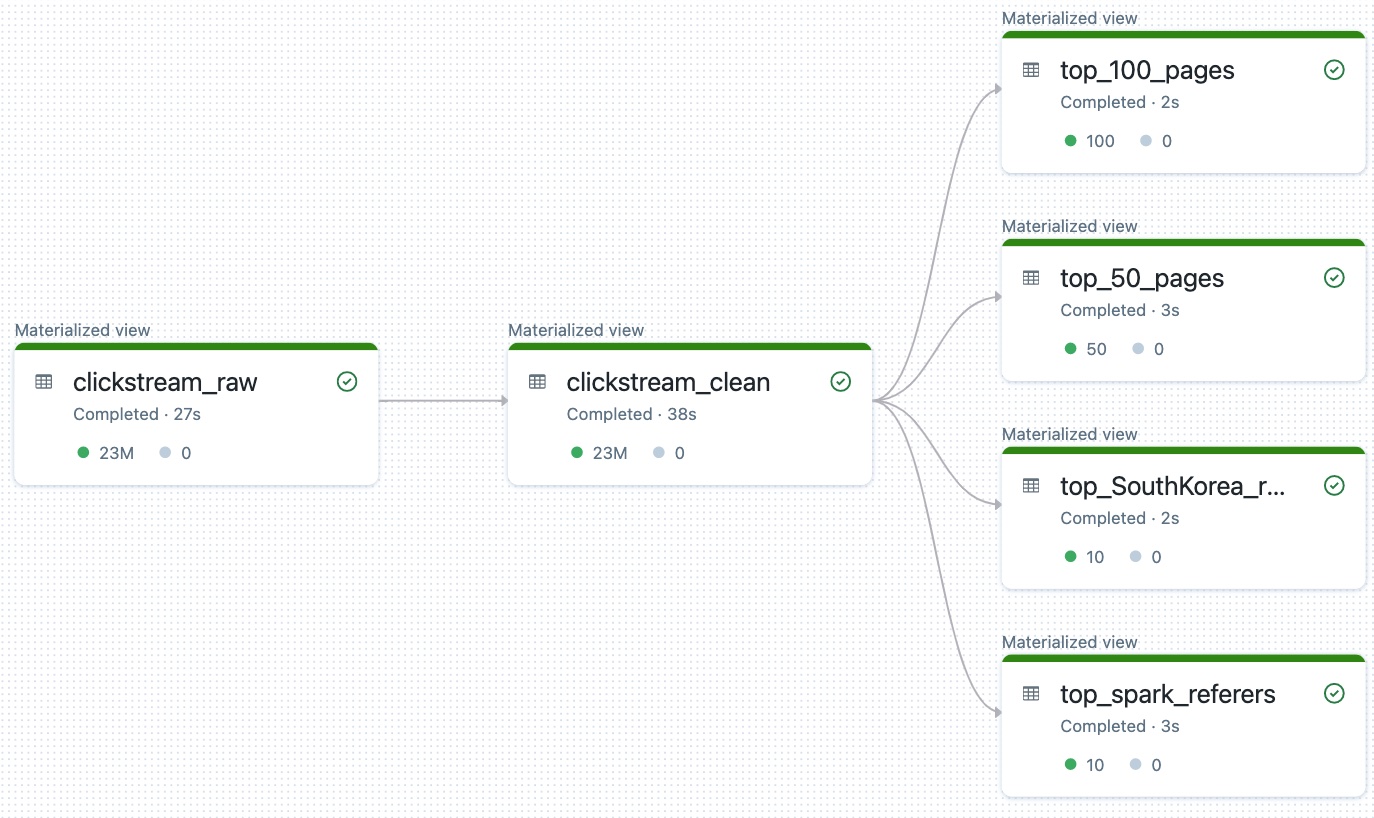 Materialized view
clickstream_raw
Completed · 27s
23M 0
Materialized view
clickstream_clean
Completed · 38s
23M 0
Materialized view
top_100_pages
Completed · 2s
100 0
Materialized view
top_50_pages
Completed · 3s
50 0
Materialized view
top_SouthKorea_r...
Completed · 2s
10 0
Materialized view
top_spark_referers
Completed · 3s
10 0